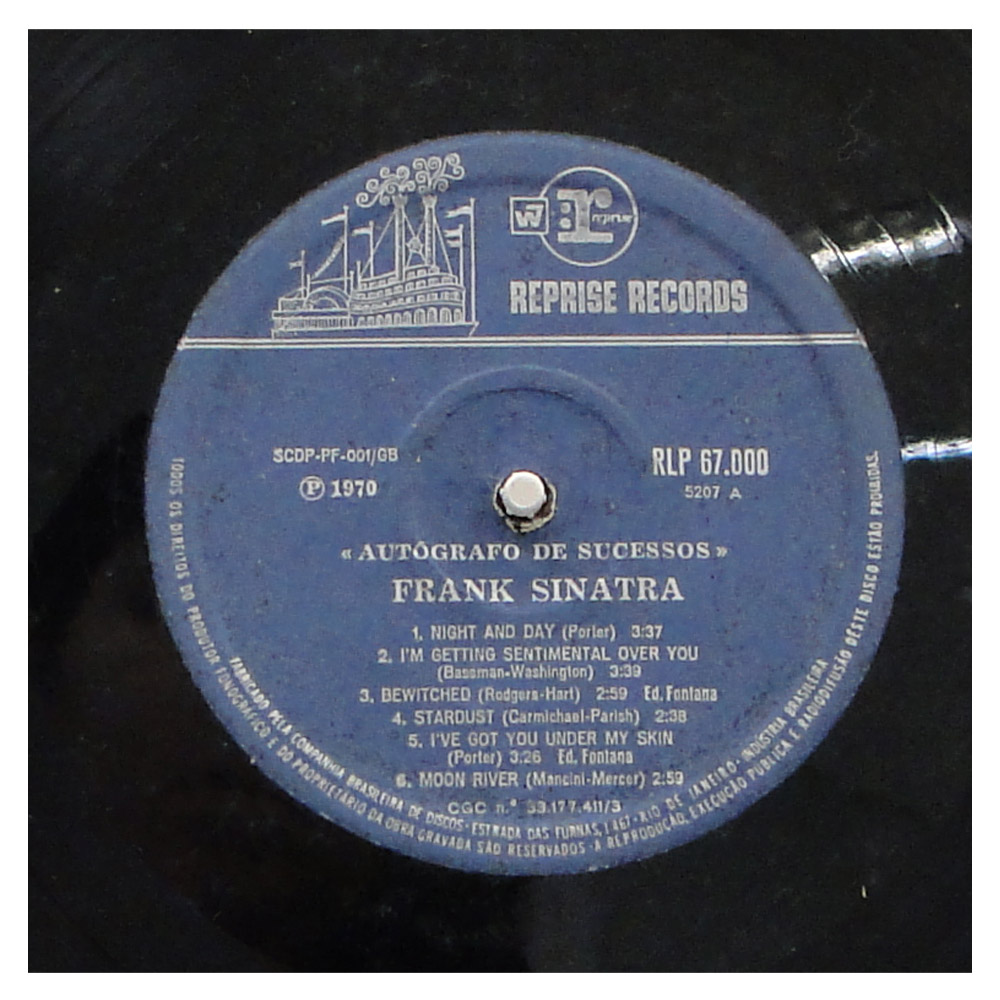 W7 r reprise
REPRISE RECORDS
SCDP-PF-001/GB
RLP 67.000
Ⓟ 1970
5207 A
« AUTÓGRAFO DE SUCESSOS »
FRANK SINATRA
1. NIGHT AND DAY (Porter) 3:37
2. I'M GETTING SENTIMENTAL OVER YOU
(Bassman-Washington) 3:39
3. BEWITCHED (Rodgers-Hart) 2:59 Ed. Fontana
4. STARDUST (Carmichael-Parish) 2:38
5. I'VE GOT YOU UNDER MY SKIN
(Porter) 3:26 Ed. Fontana
6. MOON RIVER (Mancini-Mercer) 2:59
CGC n.º 33.177.411/3
FABRICADO PELA COMPANHIA BRASILEIRA DE DISCOS · ESTRADA DAS FURNAS, 1467 · RIO DE JANEIRO · INDÚSTRIA BRASILEIRA
TODOS OS DIREITOS DO PRODUTOR FONOGRÁFICO E DO PROPRIETÁRIO DA OBRA GRAVADA SÃO RESERVADOS · A REPRODUÇÃO, EXECUÇÃO PÚBLICA E RADIODIFUSÃO DESTE DISCO ESTÃO PROIBIDAS.